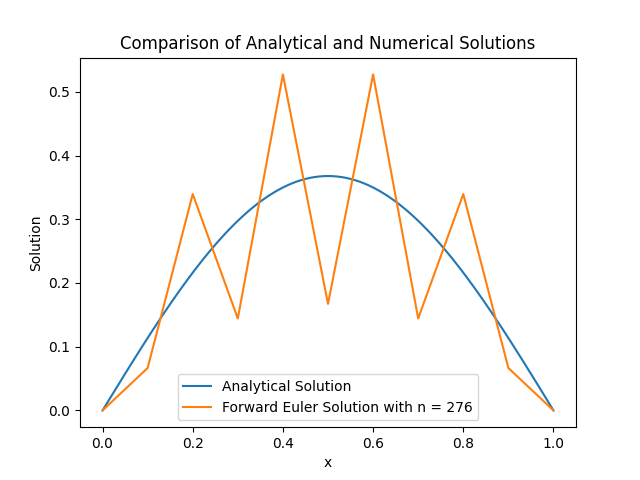 Comparison of Analytical and Numerical Solutions
Solution
0.5
0.4
0.3
0.2
0.1
0.0
Analytical Solution
Forward Euler Solution with n = 276
0.0 0.2 0.4 0.6 0.8 1.0
x